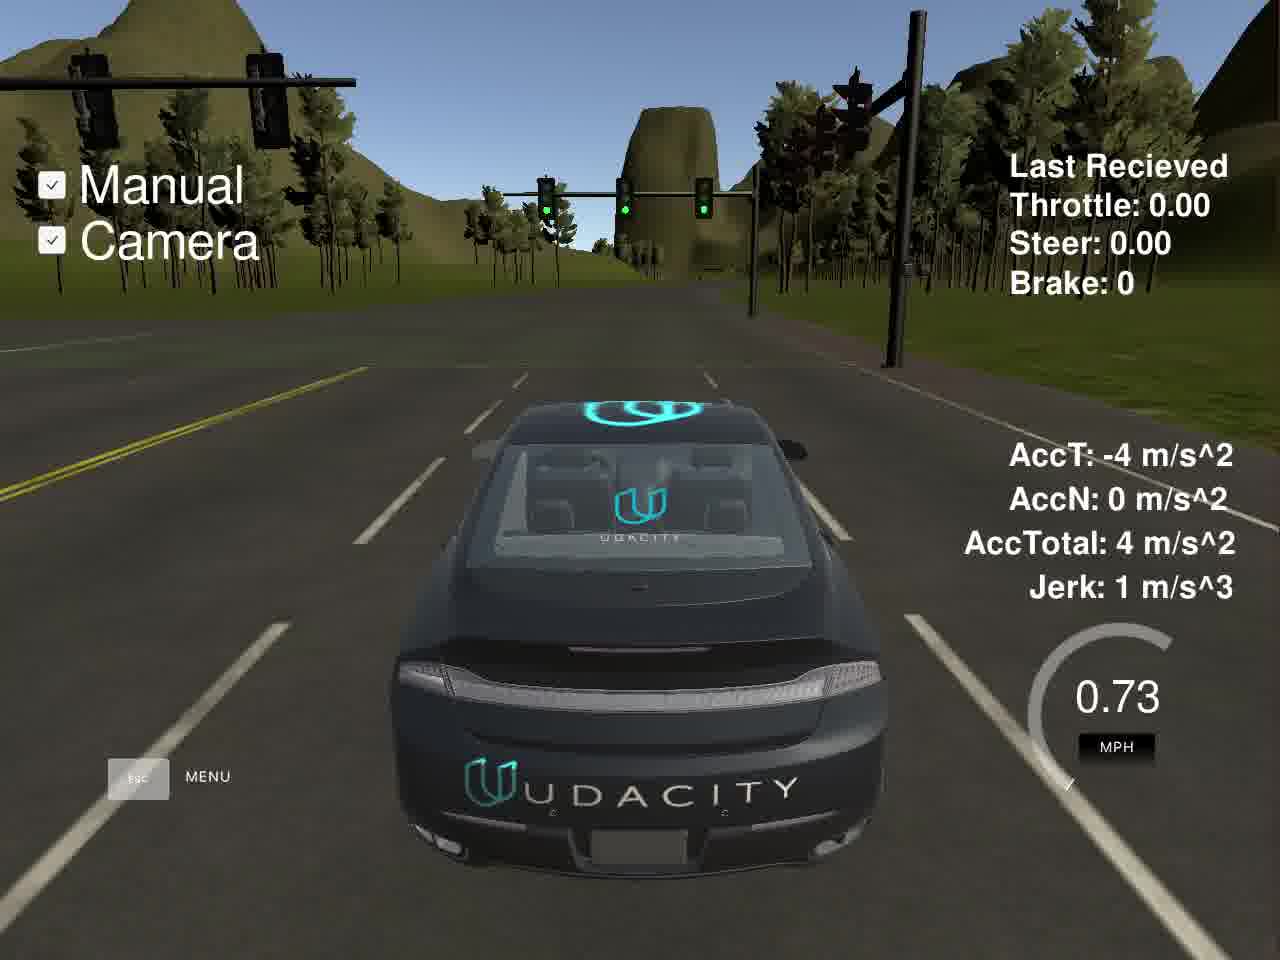 Manual
Camera
Last Recieved
Throttle: 0.00
Steer: 0.00
Brake: 0
AccT: -4 m/s^2
AccN: 0 m/s^2
AccTotal: 4 m/s^2
Jerk: 1 m/s^3
UDACITY
0.73
MPH
ESC
MENU
UDACITY